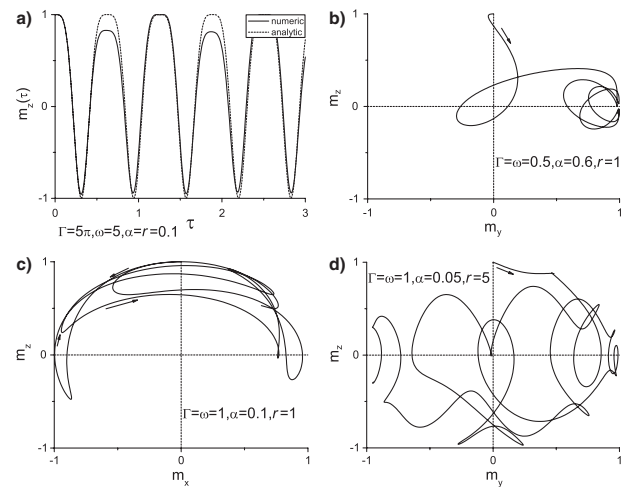 a)
numeric
analytic
m_z(τ)
1
0
-1
0
1
2
3
τ
Γ=5π,ω=5,α=r=0.1
b)
m_z
1
0
-1
-1
0
1
m_y
Γ=ω=0.5,α=0.6,r=1
c)
m_z
1
0
-1
-1
0
1
m_x
Γ=ω=1,α=0.1,r=1
d)
m_z
1
0
-1
-1
0
1
m_y
Γ=ω=1,α=0.05,r=5